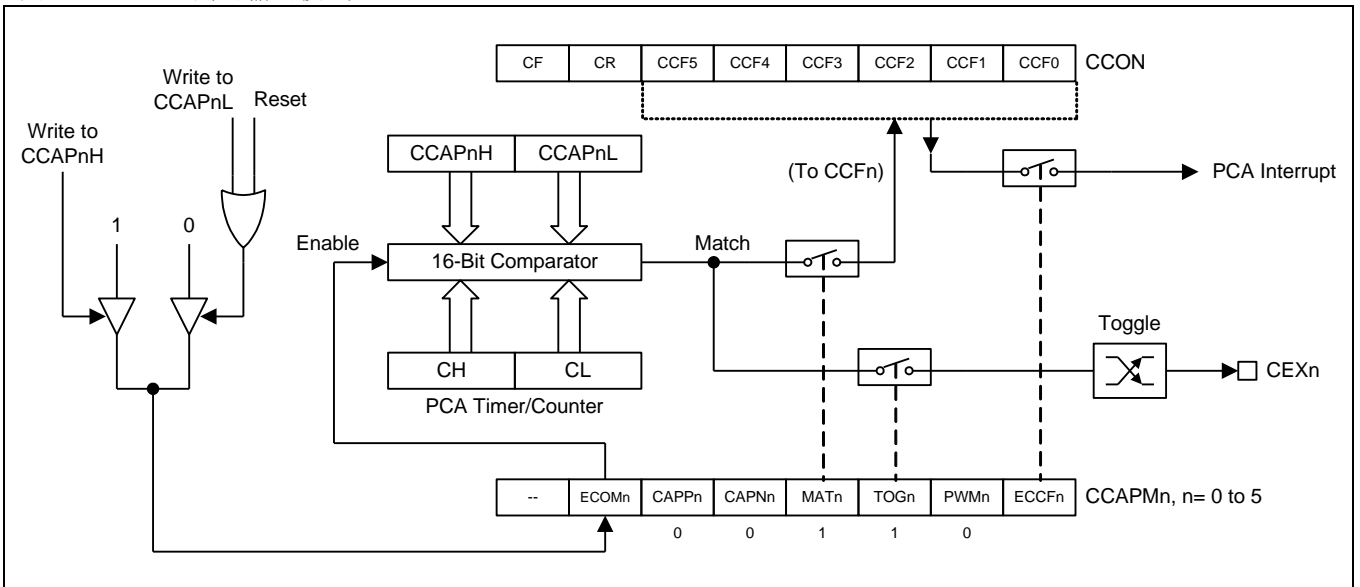 CF CR CCF5 CCF4 CCF3 CCF2 CCF1 CCF0 CCON
Write to
CCAPnL
Reset
Write to
CCAPnH
CCAPnH CCAPnL
(To CCFn)
PCA Interrupt
1 0
Enable
16-Bit Comparator
Match
Toggle
CH CL
CEXn
PCA Timer/Counter
-- ECOMn CAPPn CAPNn MATn TOGn PWMn ECCFn CCAPMn, n= 0 to 5
0 0 1 1 0